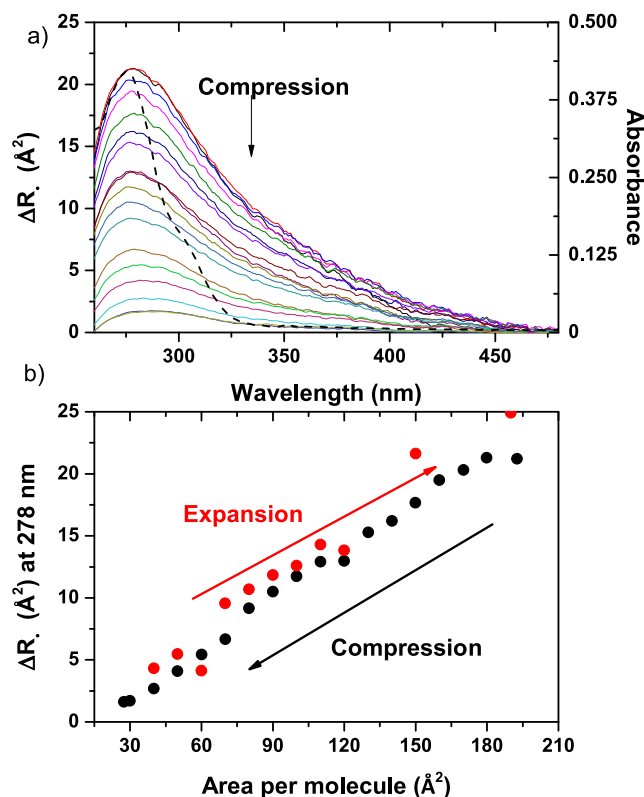 a)
25
20
15
10
5
0
ΔR. (Å²)
Compression
0.500
0.375
0.250
0.125
0
Absorbance
300 350 400 450
Wavelength (nm)
b)
25
20
15
10
5
0
ΔR. (Å²) at 278 nm
Expansion
Compression
30 60 90 120 150 180 210
Area per molecule (Å²)